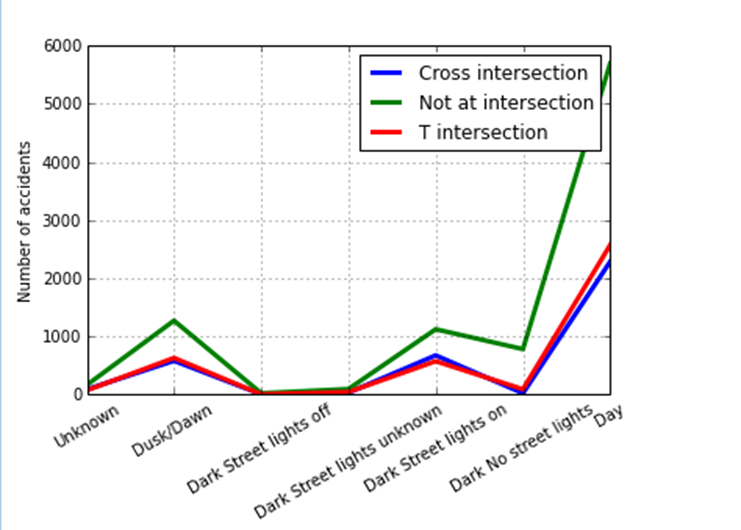 6000
5000
4000
3000
2000
1000
0
Number of accidents
Cross intersection
Not at intersection
T intersection
Unknown
Dusk/Dawn
Dark Street lights off
Dark Street lights unknown
Dark Street lights on
Dark No street lights
Day